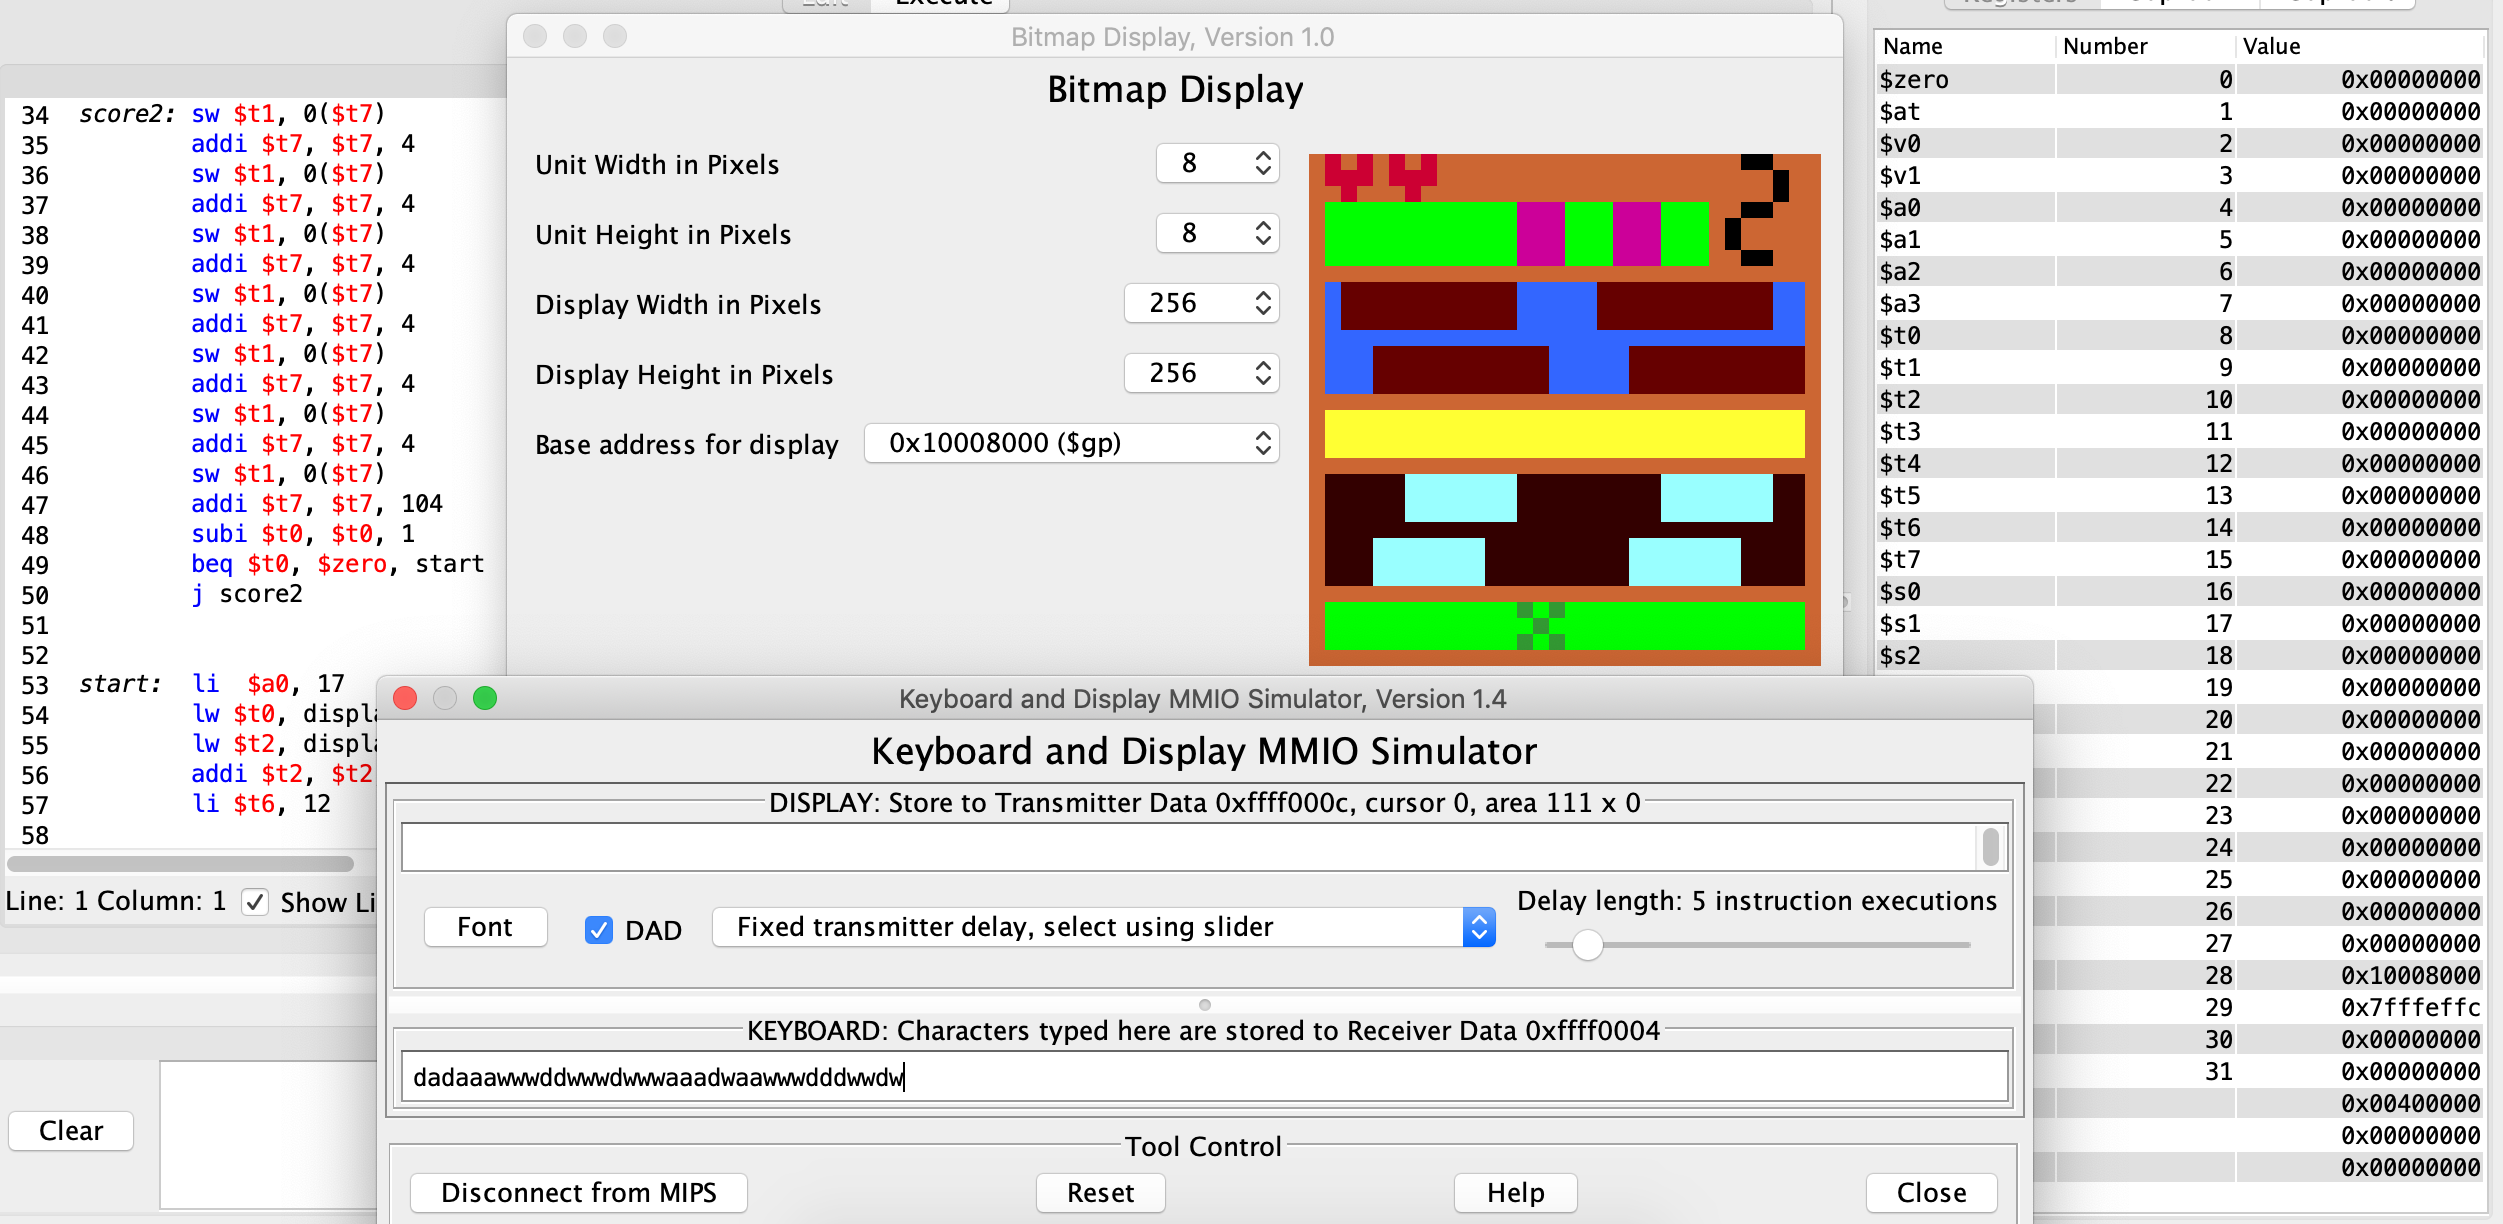 Execute
Bitmap Display, Version 1.0
Bitmap Display
Unit Width in Pixels 8
Unit Height in Pixels 8
Display Width in Pixels 256
Display Height in Pixels 256
Base address for display 0x10008000 ($gp)
34 score2: sw $t1, 0($t7)
35 addi $t7, $t7, 4
36 sw $t1, 0($t7)
37 addi $t7, $t7, 4
38 sw $t1, 0($t7)
39 addi $t7, $t7, 4
40 sw $t1, 0($t7)
41 addi $t7, $t7, 4
42 sw $t1, 0($t7)
43 addi $t7, $t7, 4
44 sw $t1, 0($t7)
45 addi $t7, $t7, 4
46 sw $t1, 0($t7)
47 addi $t7, $t7, 104
48 subi $t0, $t0, 1
49 beq $t0, $zero, start
50 j score2
51
52
53 start: li $a0, 17
54 lw $t0, displa
55 lw $t2, displa
56 addi $t2, $t2
57 li $t6, 12
58
Line: 1 Column: 1 Show Li
Clear
Keyboard and Display MMIO Simulator, Version 1.4
Keyboard and Display MMIO Simulator
DISPLAY: Store to Transmitter Data 0xffff000c, cursor 0, area 111 x 0
Font DAD Fixed transmitter delay, select using slider
Delay length: 5 instruction executions
KEYBOARD: Characters typed here are stored to Receiver Data 0xffff0004
dadaaawwwddwwwdwwwaaadwaawwwdddwwdw
Tool Control
Disconnect from MIPS Reset Help Close
Name Number Value
$zero 0 0x00000000
$at 1 0x00000000
$v0 2 0x00000000
$v1 3 0x00000000
$a0 4 0x00000000
$a1 5 0x00000000
$a2 6 0x00000000
$a3 7 0x00000000
$t0 8 0x00000000
$t1 9 0x00000000
$t2 10 0x00000000
$t3 11 0x00000000
$t4 12 0x00000000
$t5 13 0x00000000
$t6 14 0x00000000
$t7 15 0x00000000
$s0 16 0x00000000
$s1 17 0x00000000
$s2 18 0x00000000
19 0x00000000
20 0x00000000
21 0x00000000
22 0x00000000
23 0x00000000
24 0x00000000
25 0x00000000
26 0x00000000
27 0x00000000
28 0x10008000
29 0x7fffeffc
30 0x00000000
31 0x00000000
0x00400000
0x00000000
0x00000000